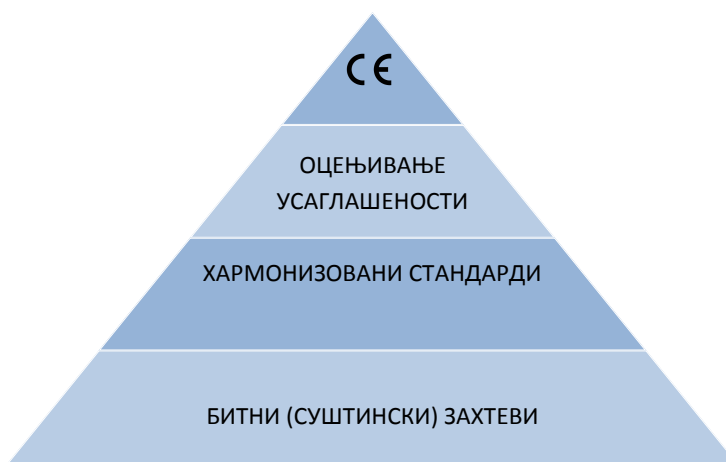 CE
ОЦЕЊИВАЊЕ
УСАГЛАШЕНОСТИ
ХАРМОНИЗОВАНИ СТАНДАРДИ
БИТНИ (СУШТИНСКИ) ЗАХТЕВИ